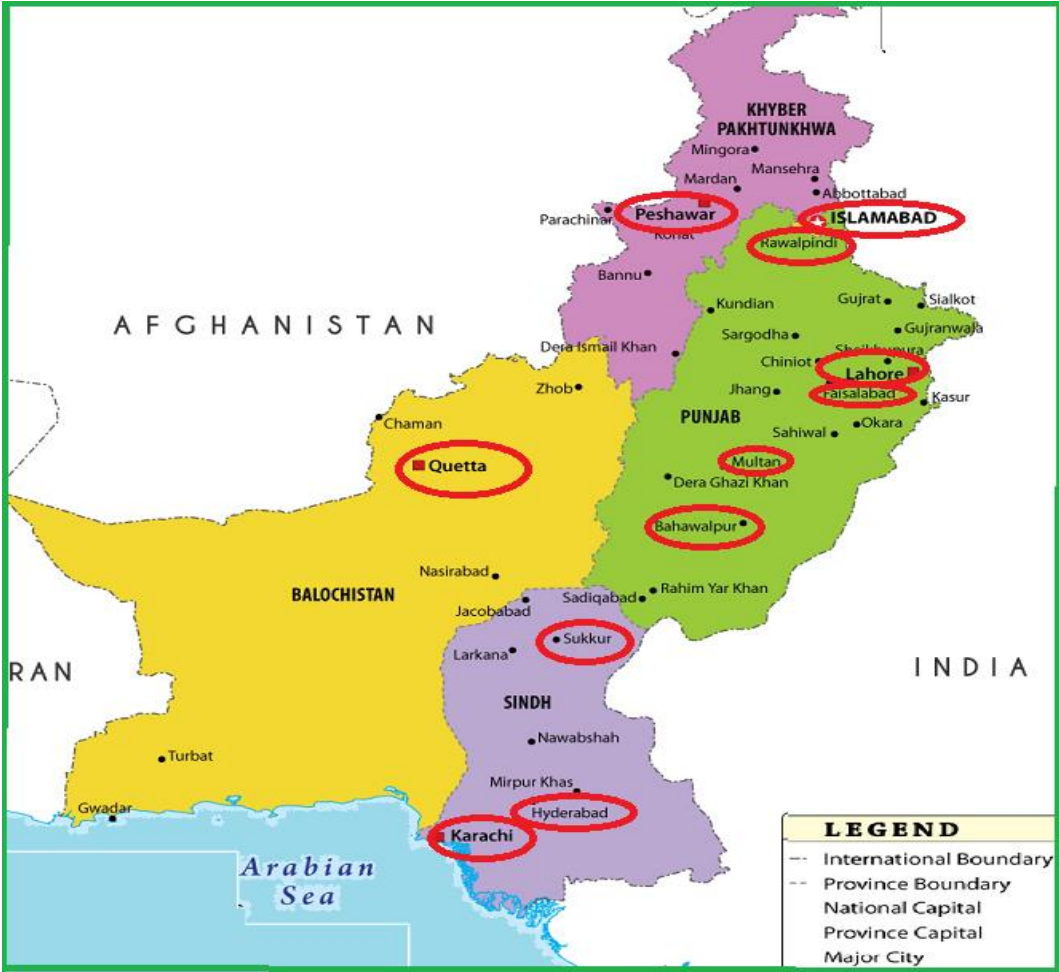 KHYBER
PAKHTUNKHWA
Mingora
Mansehra
Mardan
Abbottabad
Parachinar
Peshawar
ISLAMABAD
Kohat
Rawalpindi
Bannu
Kundian
Gujrat
Sialkot
AFGHANISTAN
Sargodha
Gujranwala
Dera Ismail Khan
Sheikhupura
Chiniot
Lahore
Zhob
Jhang
Faisalabad
Kasur
Chaman
PUNJAB
Okara
Sahiwal
Quetta
Multan
Dera Ghazi Khan
Bahawalpur
Nasirabad
BALOCHISTAN
Rahim Yar Khan
Sadiqabad
Jacobabad
Sukkur
Larkana
RAN
INDIA
SINDH
Nawabshah
Turbat
Mirpur Khas
Gwadar
Hyderabad
Karachi
Arabian
Sea
LEGEND
International Boundary
Province Boundary
National Capital
Province Capital
Major City